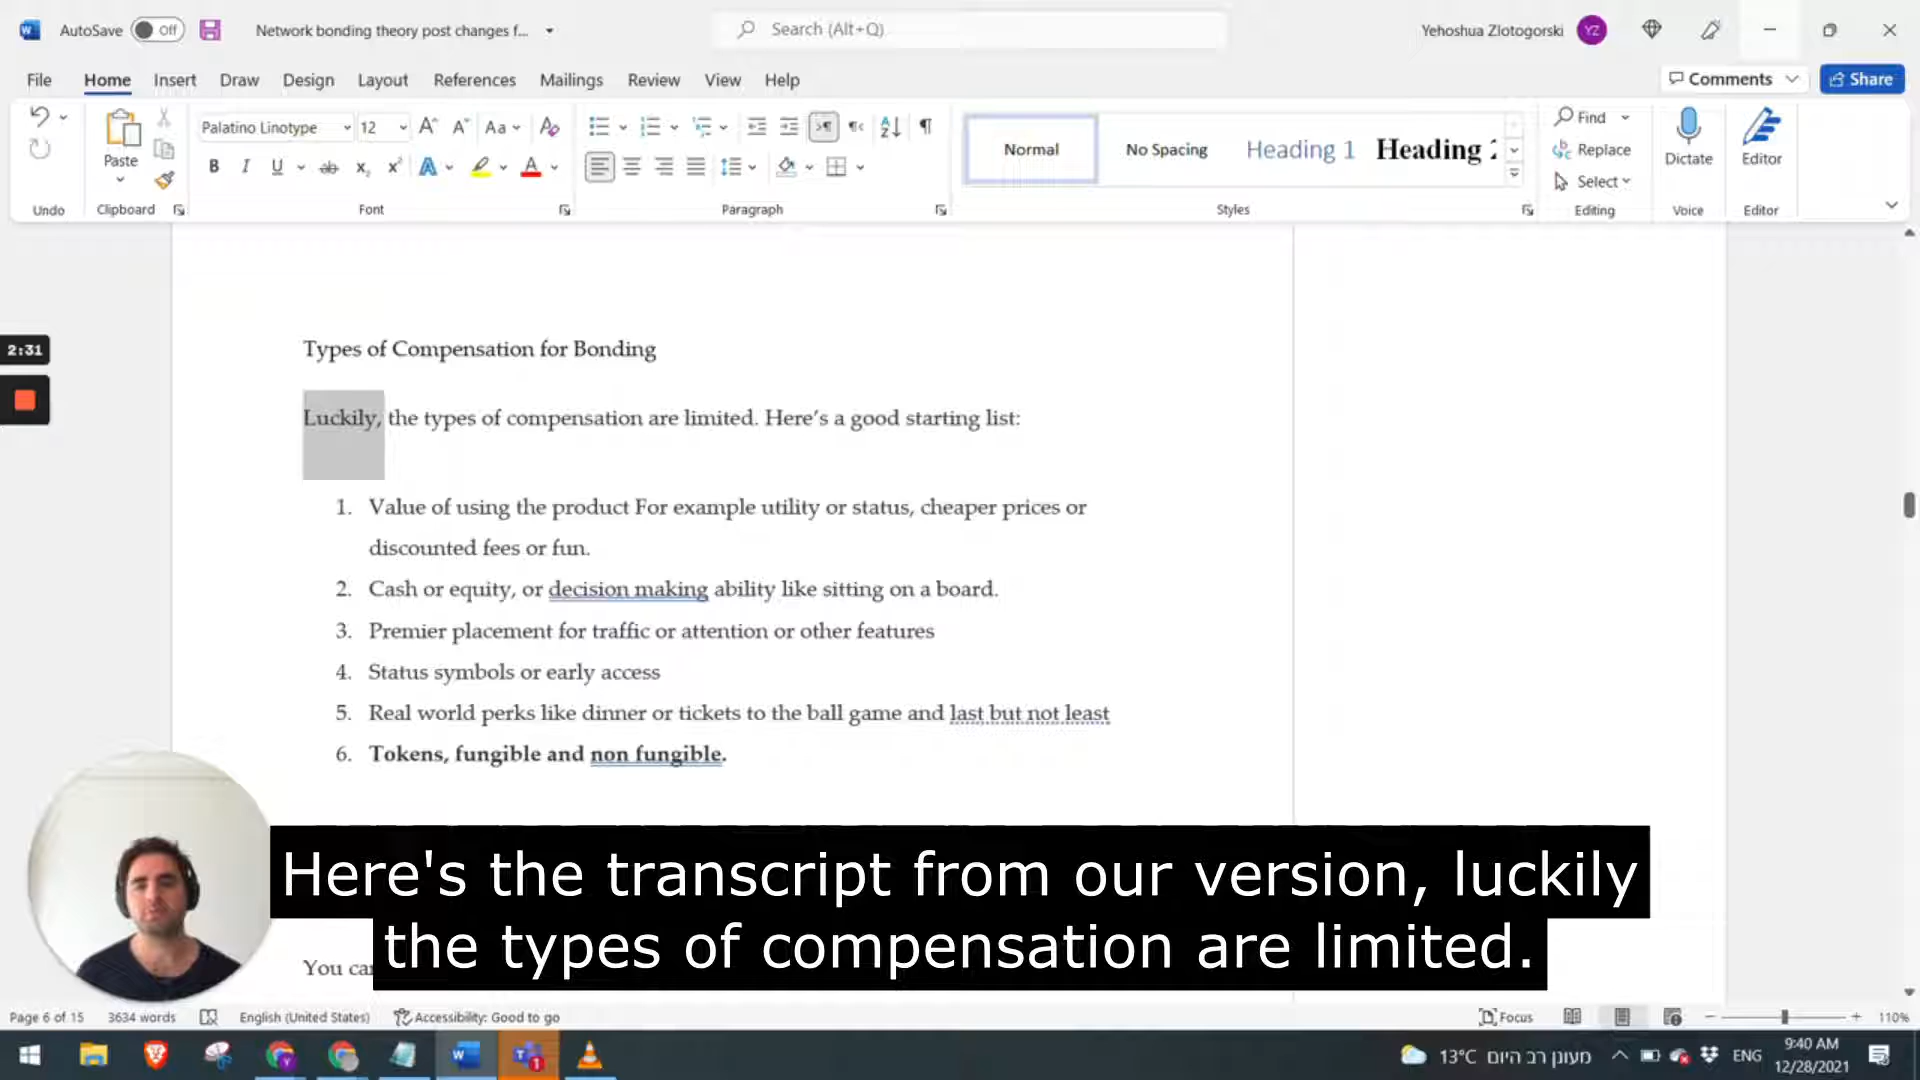 AutoSave Off Network bonding theory post changes f... Search (Alt+Q) Yehoshua Zlotogorski YZ
File Home Insert Draw Design Layout References Mailings Review View Help Comments Share
Palatino Linotype 12 Aa
Paste
B I U ab x₂ x² A A
Normal No Spacing Heading 1 Heading 2
Find
Replace
Select
Dictate Editor
Undo Clipboard Font Paragraph Styles Editing Voice Editor
2:31
Types of Compensation for Bonding
Luckily, the types of compensation are limited. Here's a good starting list:
1. Value of using the product For example utility or status, cheaper prices or
discounted fees or fun.
2. Cash or equity, or decision making ability like sitting on a board.
3. Premier placement for traffic or attention or other features
4. Status symbols or early access
5. Real world perks like dinner or tickets to the ball game and last but not least
6. Tokens, fungible and non fungible.
Here's the transcript from our version, luckily
the types of compensation are limited.
You ca
Page 6 of 15 3634 words English (United States) Accessibility: Good to go Focus 110%
13°C מעונן רב היום ENG 9:40 AM
12/28/2021